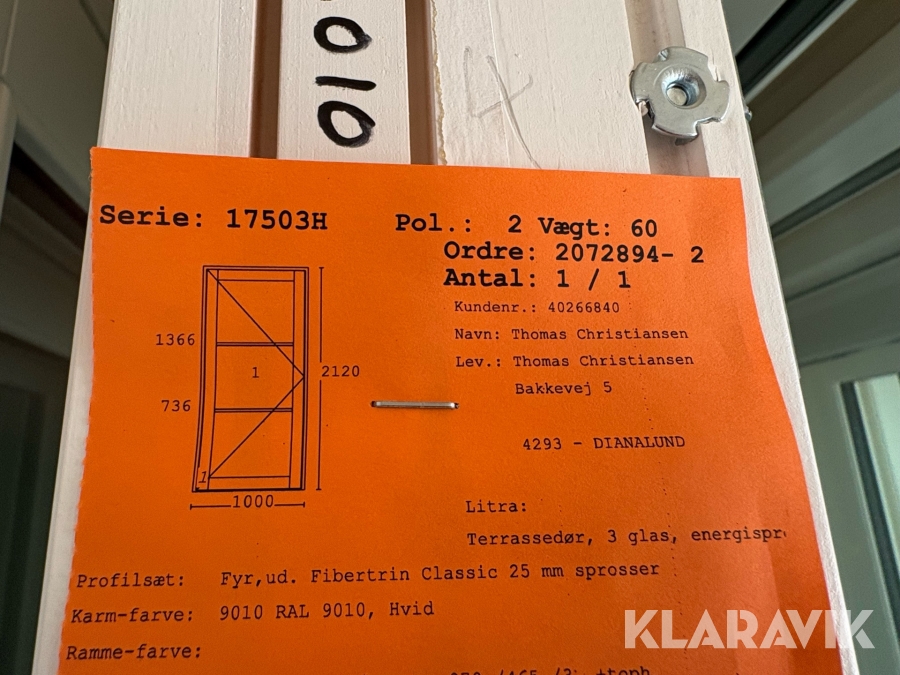 010
Serie: 17503H Pol.: 2 Vægt: 60
Ordre: 2072894- 2
Antal: 1 / 1
Kundenr.: 40266840
Navn: Thomas Christiansen
Lev.: Thomas Christiansen
Bakkevej 5
4293 - DIANALUND
1366
1
2120
736
1
1000
Litra:
Terrassedør, 3 glas,
Profilsæt: Fyr,ud. Fibertrin Classic 25 mm sprosser
Karm-farve: 9010 RAL 9010, Hvid
Ramme-farve:
KLARAVIK